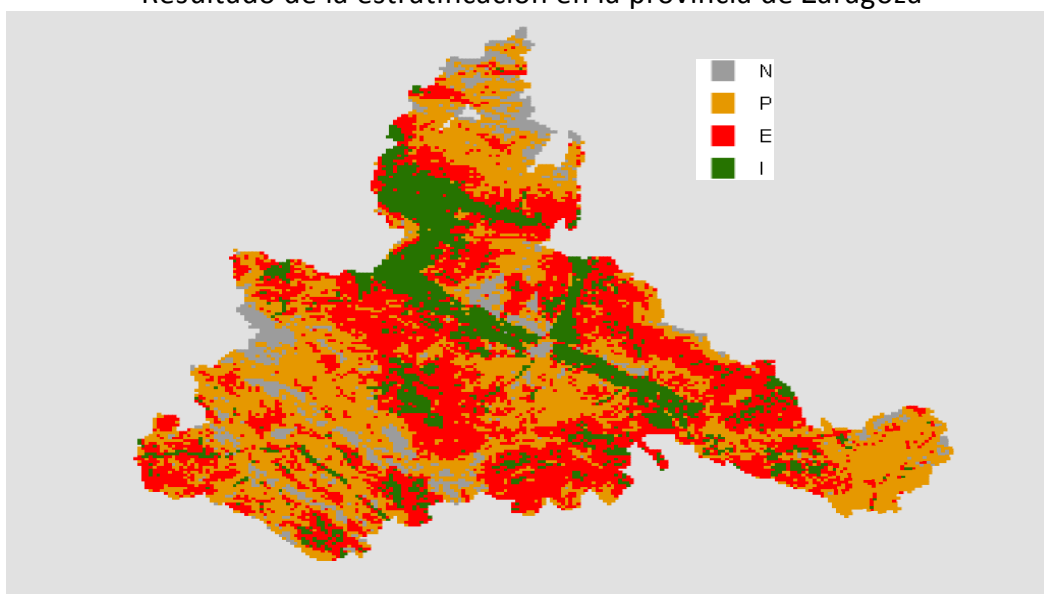 Resultado de la estratificación en la provincia de Zaragoza
N
P
E
I